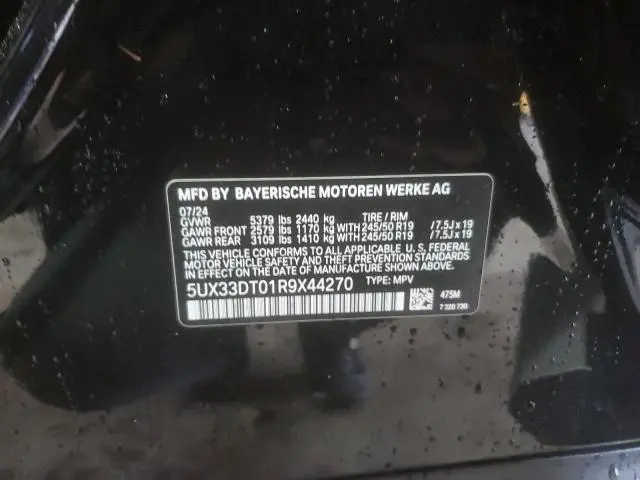 MFD BY BAYERISCHE MOTOREN WERKE AG
07/24
GVWR 5379 lbs 2440 kg TIRE / RIM
GAWR FRONT 2579 lbs 1170 kg ** 245/50 R19 / 7.5J x 19
GAWR REAR 3109 lbs 1410 kg ** 245/50 R19 / 7.5J x 19
THIS VEHICLE CONFORMS TO ALL APPLICABLE U. S. FEDERAL
MOTOR VEHICLE SAFETY AND THEFT PREVENTION STANDARDS
IN EFFECT ON THE DATE OF MANUFACTURE SHOWN ABOVE.
5UX33DT01R9X44270 TYPE: MPV
475M
7 320 730